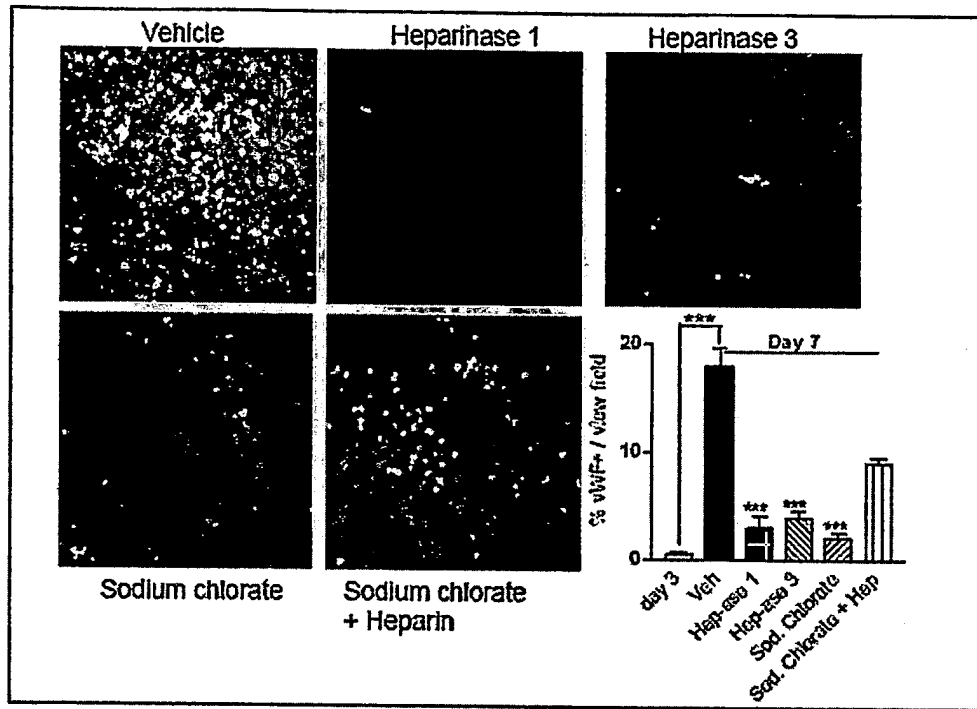 Vehicle
Heparinase 1
Heparinase 3
Sodium chlorate
Sodium chlorate
+ Heparin
***
Day 7
20
10
0
% vWF+ / view field
***
***
***
day 3
Veh
Hep-ase 1
Hep-ase 3
Sod. Chlorate
Sod. Chlorate + Hep